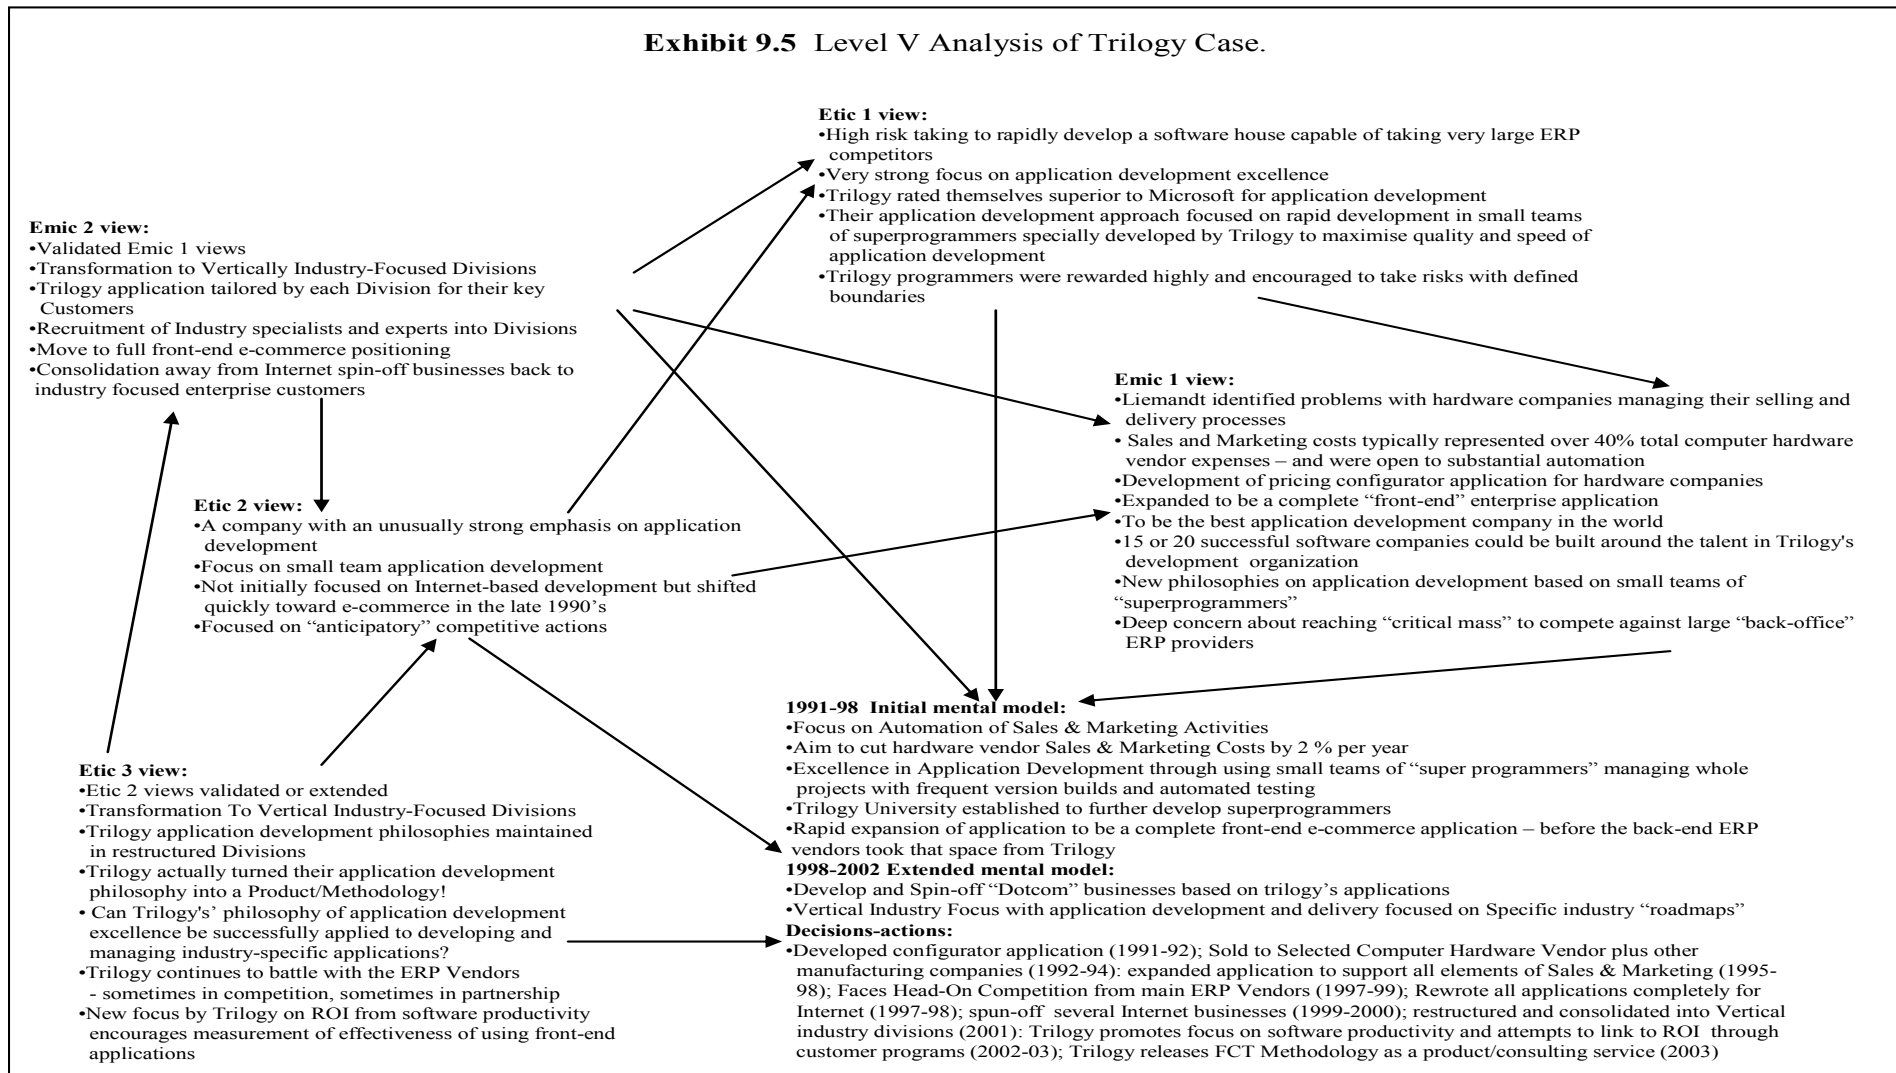 Exhibit 9.5 Level V Analysis of Trilogy Case.
Etic 1 view:
•High risk taking to rapidly develop a software house capable of taking very large ERP
competitors
•Very strong focus on application development excellence
•Trilogy rated themselves superior to Microsoft for application development
•Their application development approach focused on rapid development in small teams
of superprogrammers specially developed by Trilogy to maximise quality and speed of
application development
•Trilogy programmers were rewarded highly and encouraged to take risks with defined
boundaries
Emic 2 view:
•Validated Emic 1 views
•Transformation to Vertically Industry-Focused Divisions
•Trilogy application tailored by each Division for their key
Customers
•Recruitment of Industry specialists and experts into Divisions
•Move to full front-end e-commerce positioning
•Consolidation away from Internet spin-off businesses back to
industry focused enterprise customers
Emic 1 view:
•Liemandt identified problems with hardware companies managing their selling and
delivery processes
• Sales and Marketing costs typically represented over 40% total computer hardware
vendor expenses – and were open to substantial automation
•Development of pricing configurator application for hardware companies
•Expanded to be a complete “front-end” enterprise application
•To be the best application development company in the world
•15 or 20 successful software companies could be built around the talent in Trilogy's
development organization
•New philosophies on application development based on small teams of
“superprogrammers”
•Deep concern about reaching “critical mass” to compete against large “back-office”
ERP providers
Etic 2 view:
•A company with an unusually strong emphasis on application
development
•Focus on small team application development
•Not initially focused on Internet-based development but shifted
quickly toward e-commerce in the late 1990’s
•Focused on “anticipatory” competitive actions
Etic 3 view:
•Etic 2 views validated or extended
•Transformation To Vertical Industry-Focused Divisions
•Trilogy application development philosophies maintained
in restructured Divisions
•Trilogy actually turned their application development
philosophy into a Product/Methodology!
• Can Trilogy's’ philosophy of application development
excellence be successfully applied to developing and
managing industry-specific applications?
•Trilogy continues to battle with the ERP Vendors
- sometimes in competition, sometimes in partnership
•New focus by Trilogy on ROI from software productivity
encourages measurement of effectiveness of using front-end
applications
1991-98 Initial mental model:
•Focus on Automation of Sales & Marketing Activities
•Aim to cut hardware vendor Sales & Marketing Costs by 2 % per year
•Excellence in Application Development through using small teams of “super programmers” managing whole
projects with frequent version builds and automated testing
•Trilogy University established to further develop superprogrammers
•Rapid expansion of application to be a complete front-end e-commerce application – before the back-end ERP
vendors took that space from Trilogy
1998-2002 Extended mental model:
•Develop and Spin-off “Dotcom” businesses based on trilogy’s applications
•Vertical Industry Focus with application development and delivery focused on Specific industry “roadmaps”
Decisions-actions:
•Developed configurator application (1991-92); Sold to Selected Computer Hardware Vendor plus other
manufacturing companies (1992-94): expanded application to support all elements of Sales & Marketing (1995-
98); Faces Head-On Competition from main ERP Vendors (1997-99); Rewrote all applications completely for
Internet (1997-98); spun-off several Internet businesses (1999-2000); restructured and consolidated into Vertical
industry divisions (2001): Trilogy promotes focus on software productivity and attempts to link to ROI through
customer programs (2002-03); Trilogy releases FCT Methodology as a product/consulting service (2003)